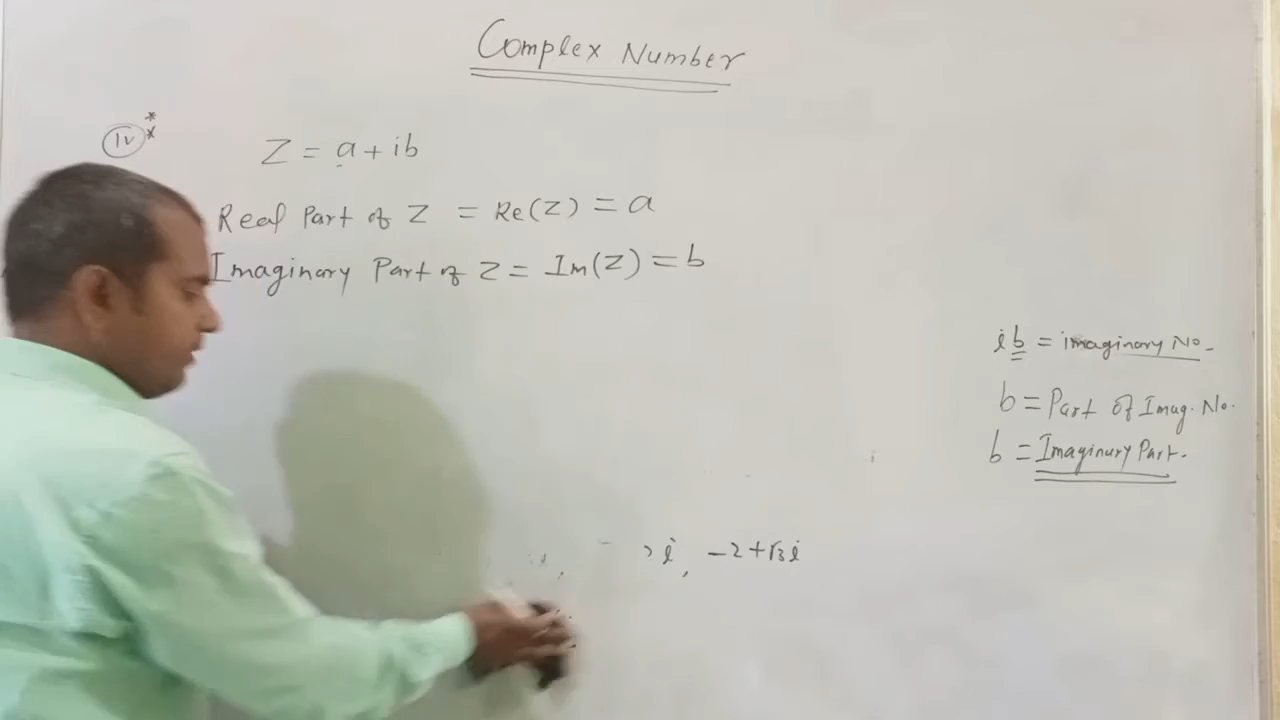 Complex Number
(iv) **
Z = a + ib
Real Part of Z = Re(Z) = a
Imaginary Part of Z = Im(Z) = b
ib = imaginary No.
b = Part of Imag. No.
b = Imaginary Part.
i, -2+√3i